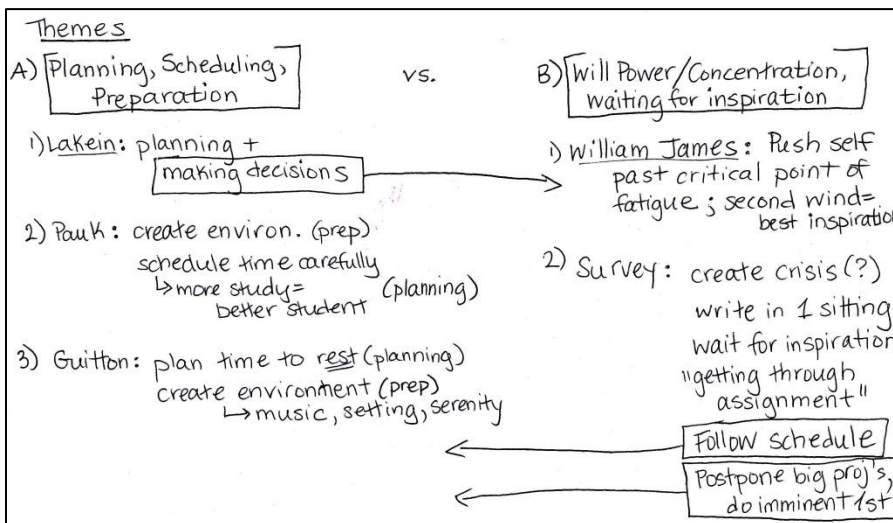 Themes
A) Planning, Scheduling,
Preparation
vs.
B) Will Power/Concentration,
waiting for inspiration
1) Lakein: planning +
making decisions
2) Pauk: create environ. (prep)
schedule time carefully
↳ more study=
better student (planning)
3) Guitton: plan time to rest (planning)
create environment (prep)
↳ music, setting, serenity
1) William James: Push self
past critical point of
fatigue; second wind=
best inspiration
2) Survey: create crisis(?)
write in 1 sitting
wait for inspiration
"getting through
assignment"
Follow schedule
Postpone big proj's,
do imminent 1st